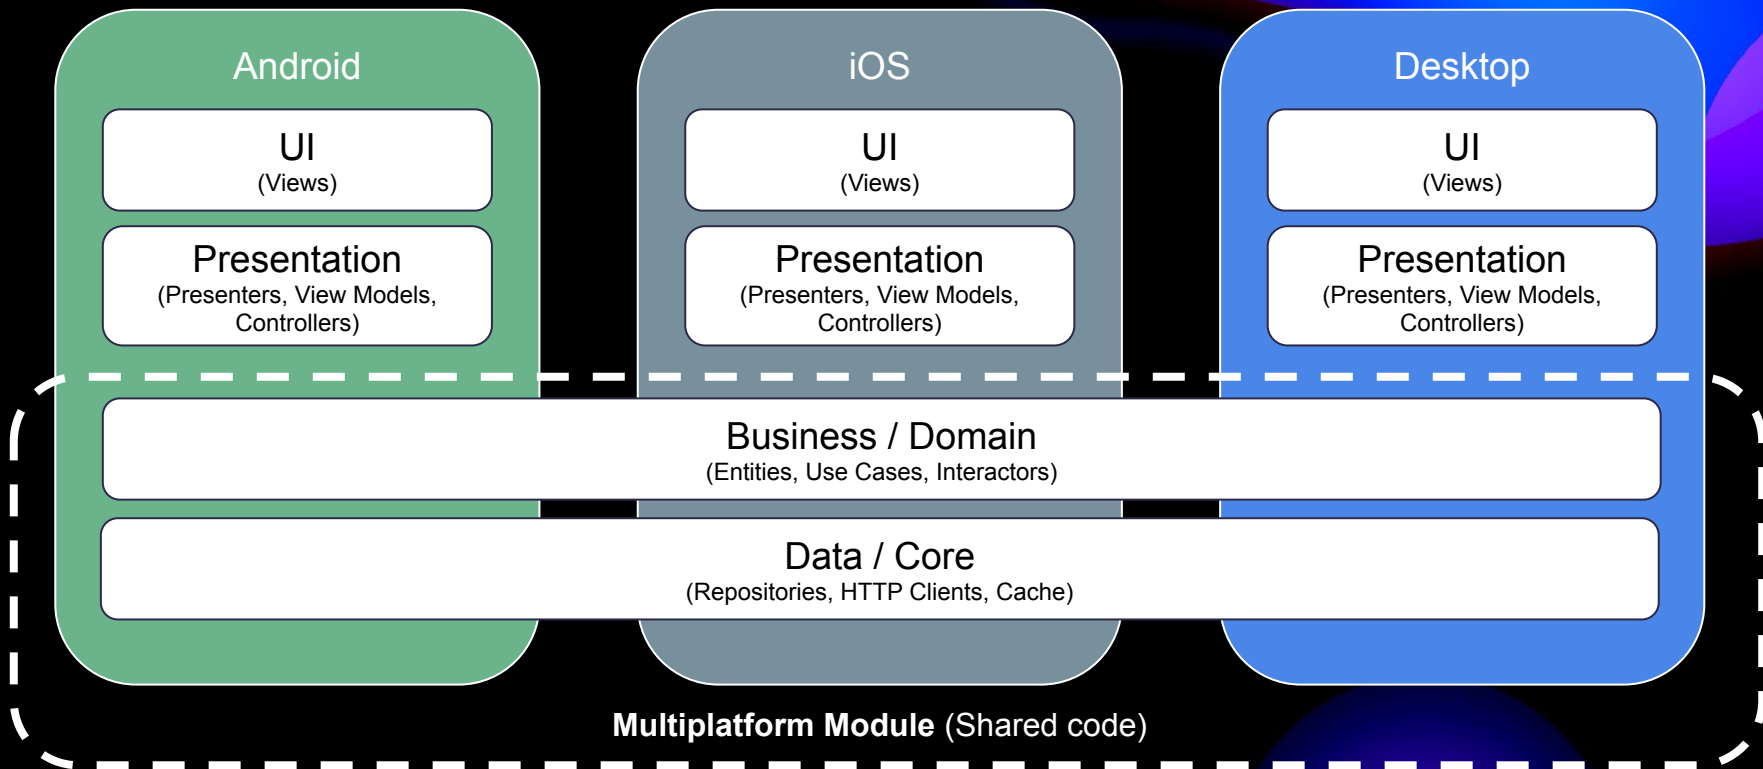 Android
UI
(Views)
Presentation
(Presenters, View Models,
Controllers)
iOS
UI
(Views)
Presentation
(Presenters, View Models,
Controllers)
Desktop
UI
(Views)
Presentation
(Presenters, View Models,
Controllers)
Business / Domain
(Entities, Use Cases, Interactors)
Data / Core
(Repositories, HTTP Clients, Cache)
Multiplatform Module (Shared code)